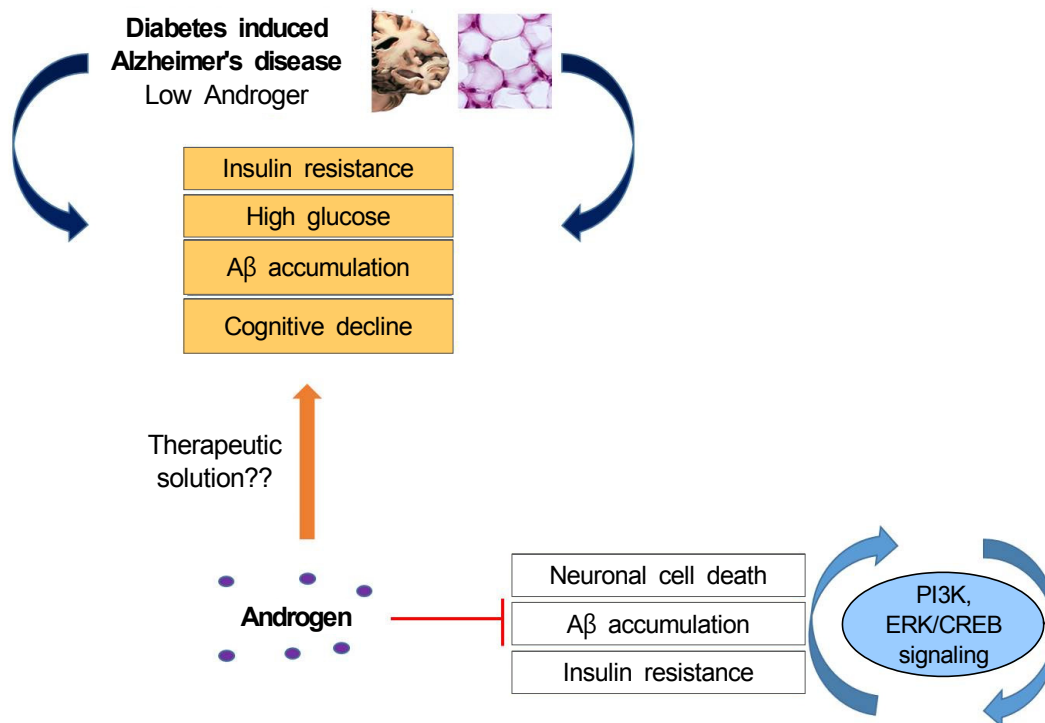 Diabetes induced
Alzheimer's disease
Low Androger
Insulin resistance
High glucose
Aβ accumulation
Cognitive decline
Therapeutic
solution??
Androgen
Neuronal cell death
Aβ accumulation
Insulin resistance
PI3K,
ERK/CREB
signaling